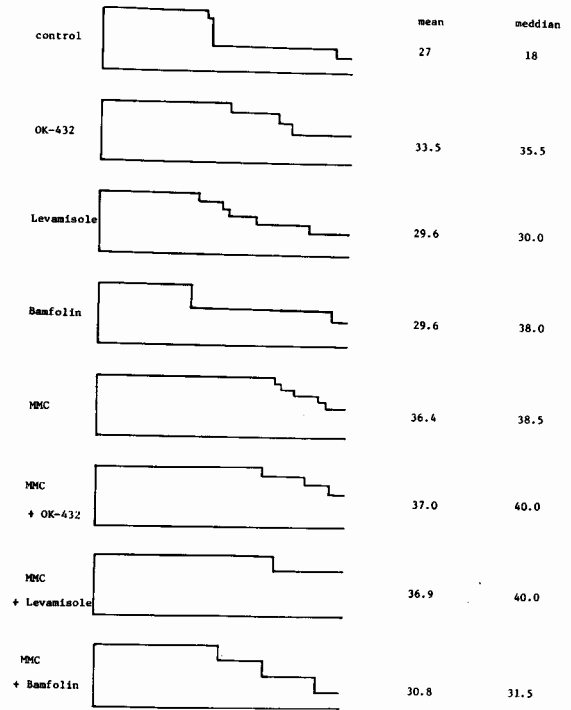 mean meddian
control 27 18
OK-432 33.5 35.5
Levamisole 29.6 30.0
Bamfolin 29.6 38.0
MMC 36.4 38.5
MMC
+ OK-432 37.0 40.0
MMC
+ Levamisole 36.9 40.0
MMC
+ Bamfolin 30.8 31.5